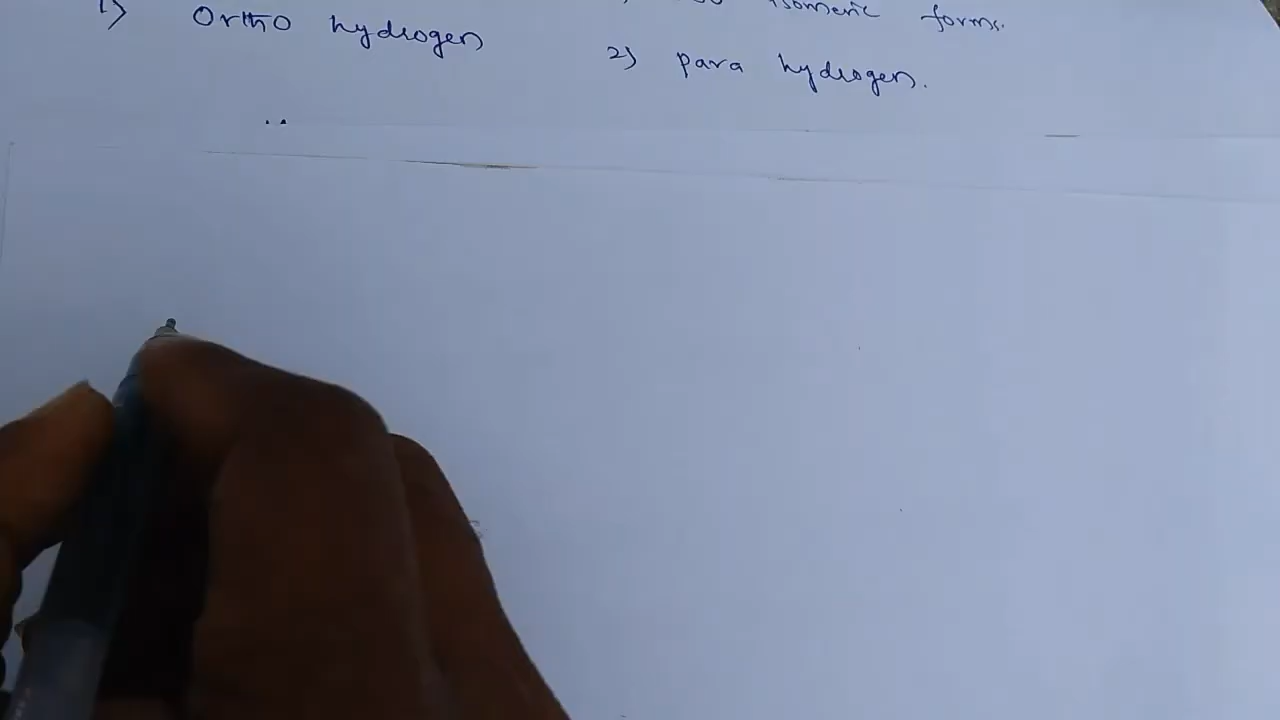 isomeric forms.
1) Ortho hydrogen 2) para hydrogen.